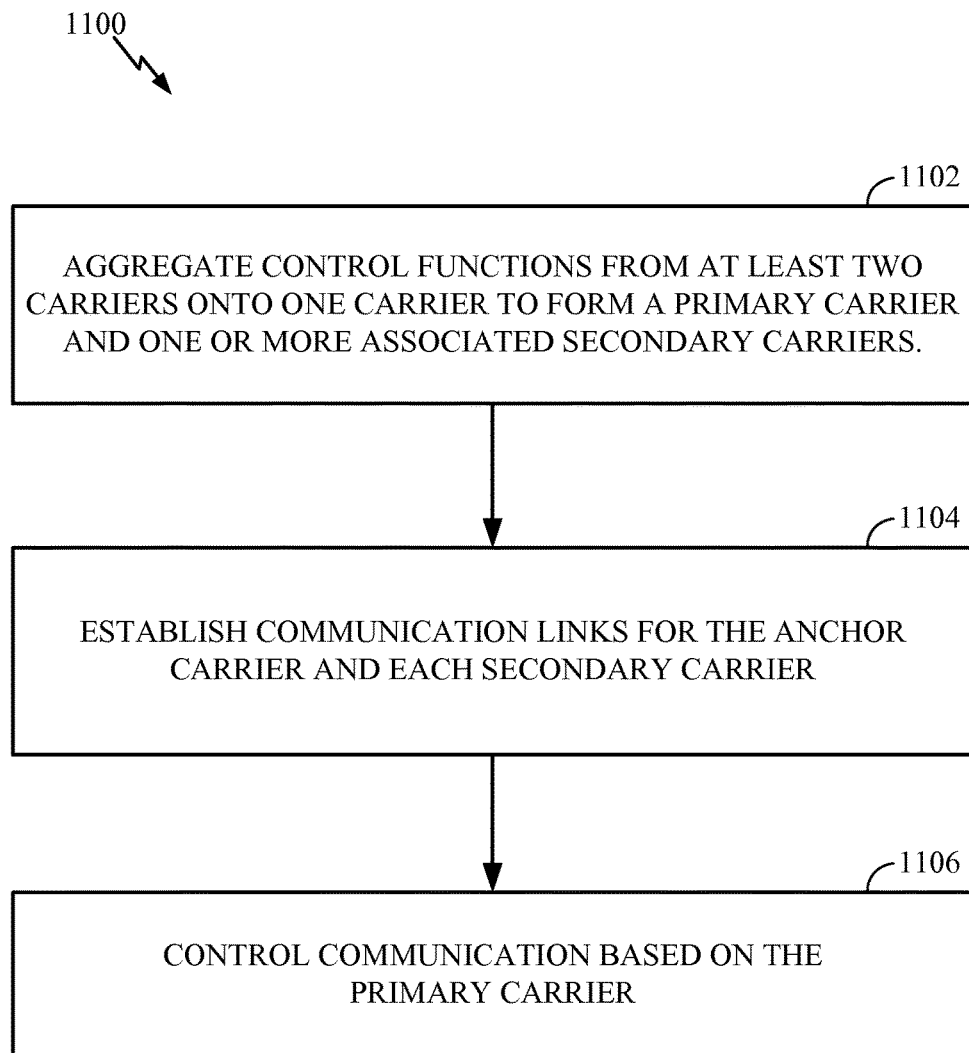 1100
1102
AGGREGATE CONTROL FUNCTIONS FROM AT LEAST TWO
CARRIERS ONTO ONE CARRIER TO FORM A PRIMARY CARRIER
AND ONE OR MORE ASSOCIATED SECONDARY CARRIERS.
1104
ESTABLISH COMMUNICATION LINKS FOR THE ANCHOR
CARRIER AND EACH SECONDARY CARRIER
1106
CONTROL COMMUNICATION BASED ON THE
PRIMARY CARRIER